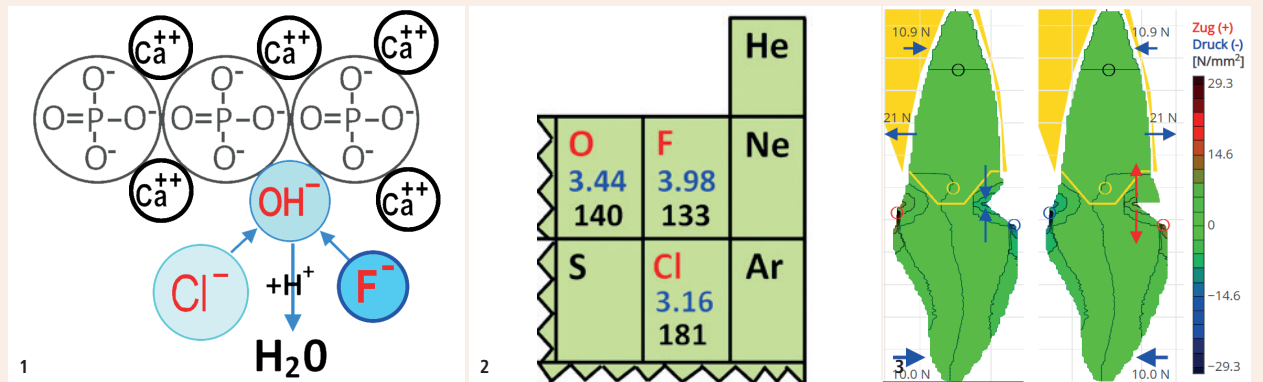 Ca++ Ca++ Ca++
O- O- O-
O=P–O- O=P–O- O=P–O-
O- O- O-
Ca++ Ca++
OH-
Cl- +H+ F-
H20
1
He
O F Ne
3.44 3.98
140 133
S Cl Ar
3.16
181
2
10.9 N 10.9 N
21 N 21 N
10.0 N 10.0 N
3
Zug (+)
Druck (-)
[N/mm²]
29.3
14.6
0
−14.6
−29.3